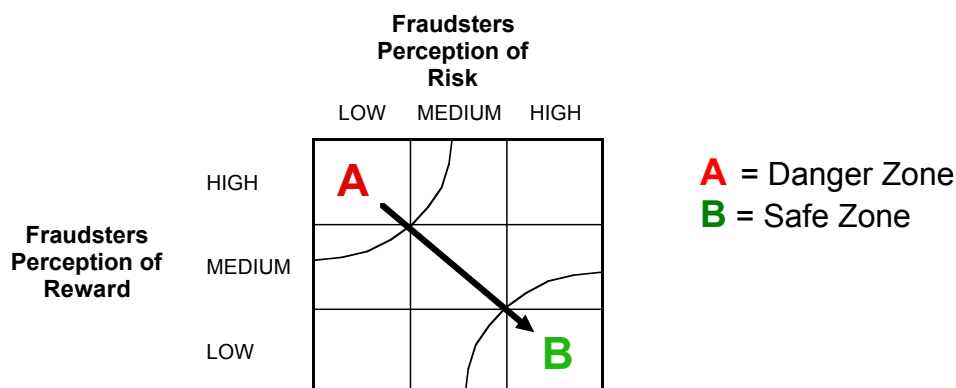 Fraudsters
Perception of
Risk
LOW MEDIUM HIGH
HIGH
A
A = Danger Zone
B = Safe Zone
Fraudsters
Perception of
Reward
MEDIUM
LOW
B